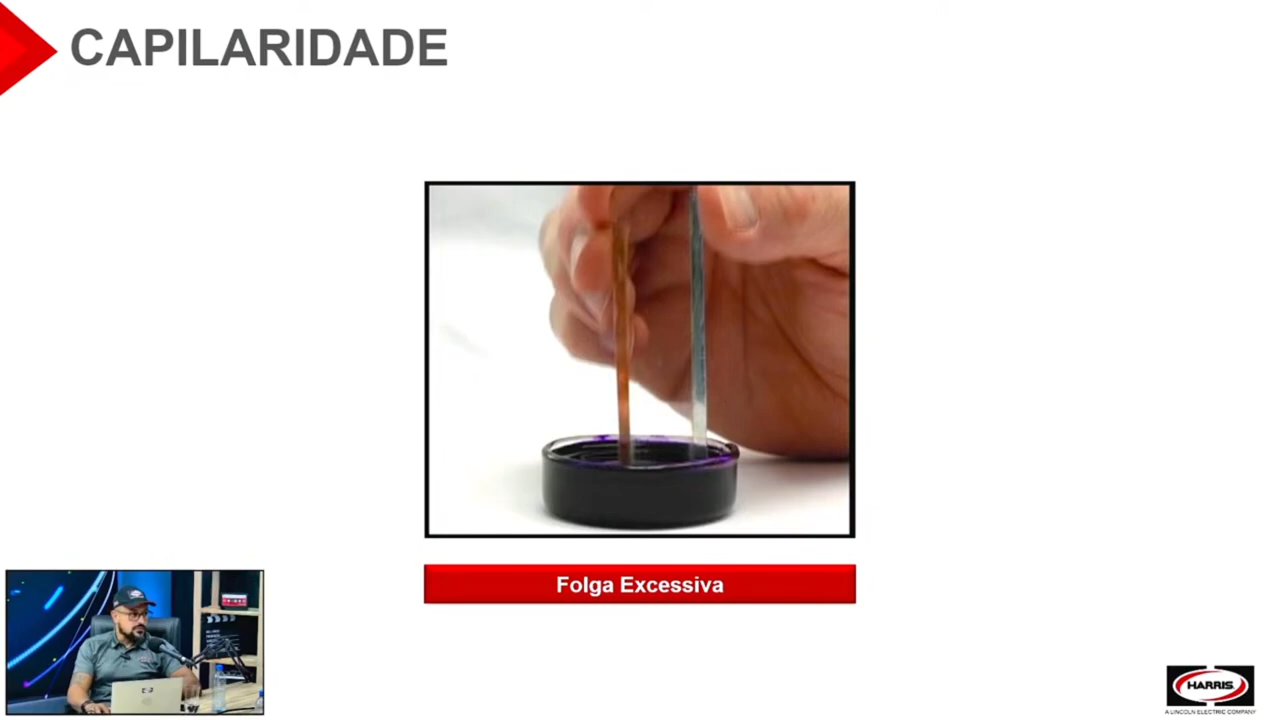 CAPILARIDADE
Folga Excessiva
HARRIS
A LINCOLN ELECTRIC COMPANY